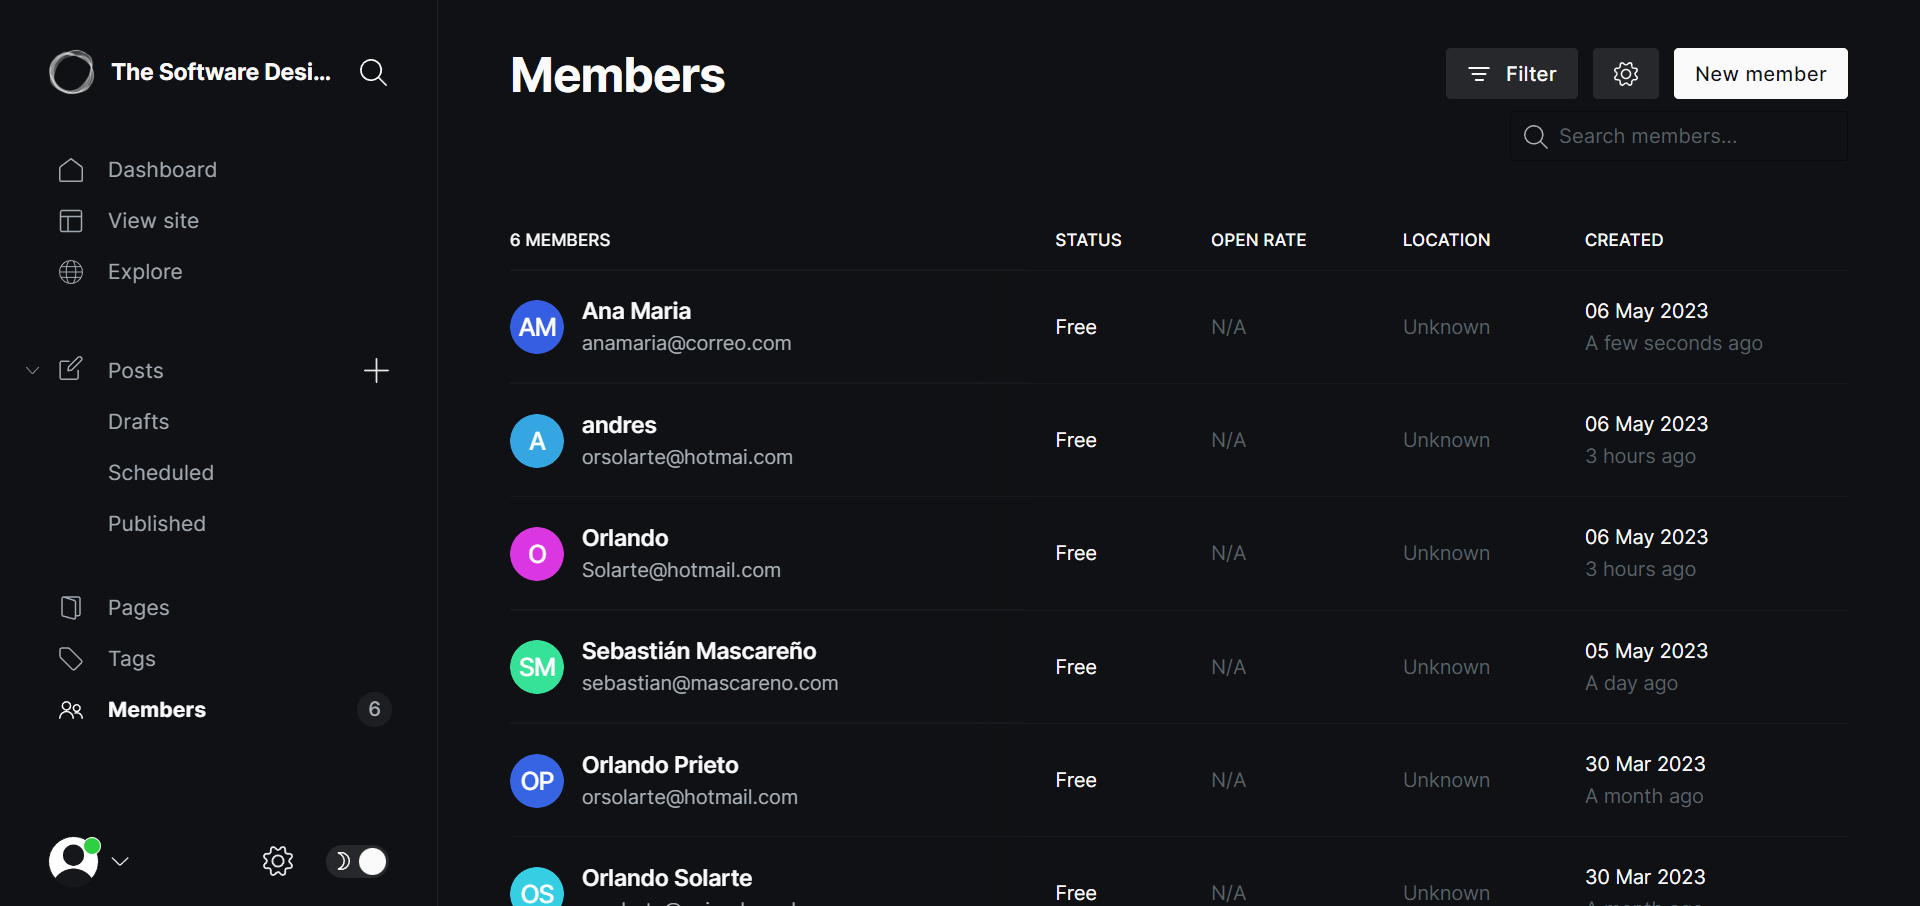 The Software Desi...
Dashboard
View site
Explore
Posts
Drafts
Scheduled
Published
Pages
Tags
Members
6
Members
Filter
New member
Search members...
6 MEMBERS STATUS OPEN RATE LOCATION CREATED
AM Ana Maria Free N/A Unknown 06 May 2023
anamaria@correo.com A few seconds ago
A andres Free N/A Unknown 06 May 2023
orsolarte@hotmai.com 3 hours ago
O Orlando Free N/A Unknown 06 May 2023
Solarte@hotmail.com 3 hours ago
SM Sebastián Mascareño Free N/A Unknown 05 May 2023
sebastian@mascareno.com A day ago
OP Orlando Prieto Free N/A Unknown 30 Mar 2023
orsolarte@hotmail.com A month ago
OS Orlando Solarte Free N/A Unknown 30 Mar 2023